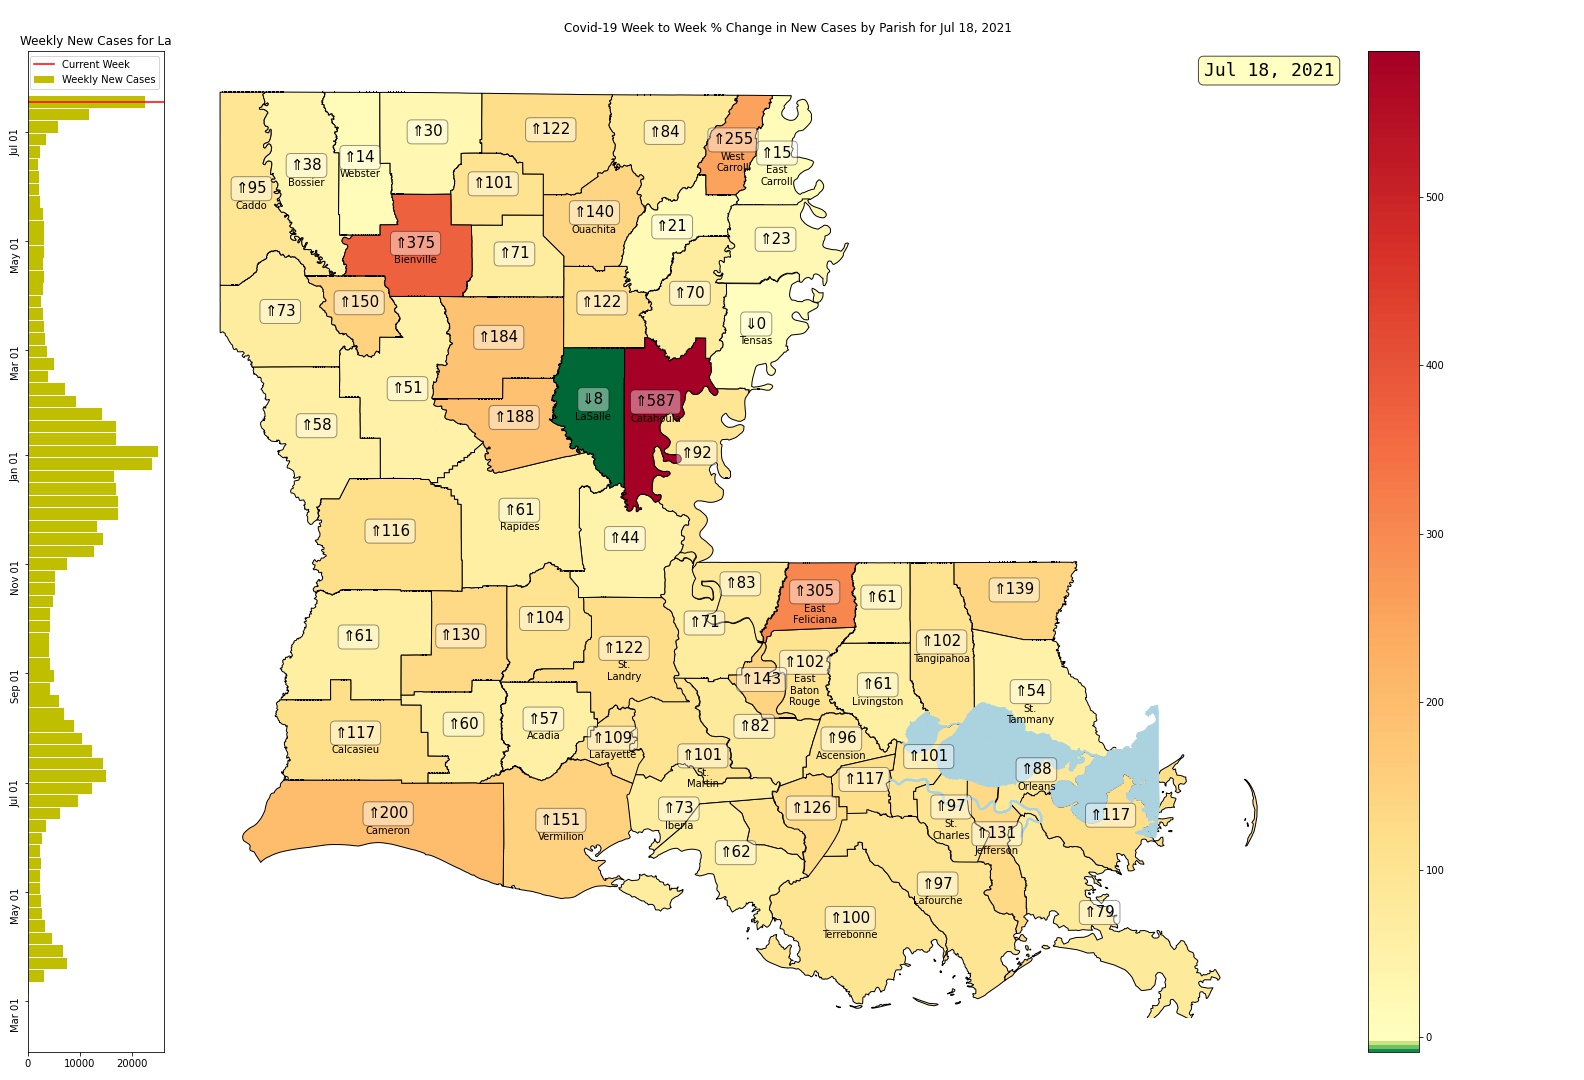 Covid-19 Week to Week % Change in New Cases by Parish for Jul 18, 2021
Weekly New Cases for La
Current Week
Weekly New Cases
Jul 01
May 01
Mar 01
Jan 01
Nov 01
Sep 01
Jul 01
May 01
Mar 01
0
10000
20000
Jul 18, 2021
⇑95
Caddo
⇑38
Bossier
⇑14
Webster
⇑30
⇑122
⇑84
⇑255
West
Carroll
⇑15
East
Carroll
⇑101
⇑140
Ouachita
⇑21
⇑23
⇑375
Bienville
⇑71
⇑73
⇑150
⇑122
⇑70
⇑184
⇓0
Tensas
⇑51
⇓8
LaSalle
⇑587
Catahoula
⇑58
⇑188
⇑92
⇑116
⇑61
Rapides
⇑44
⇑83
⇑305
East
Feliciana
⇑61
⇑139
⇑61
⇑130
⇑104
⇑71
⇑122
St.
Landry
⇑102
Tangipahoa
⇑143
⇑102
East
Baton
Rouge
⇑61
Livingston
⇑54
St.
Tammany
⇑117
Calcasieu
⇑60
⇑57
Acadia
⇑109
Lafayette
⇑82
⇑96
Ascension
⇑101
St.
Martin
⇑101
⇑88
Orleans
⇑117
⇑200
Cameron
⇑151
Vermilion
⇑73
Iberia
⇑126
⇑97
St.
Charles
⇑117
⇑131
Jefferson
⇑62
⇑97
Lafourche
⇑100
Terrebonne
⇑79
500
400
300
200
100
0